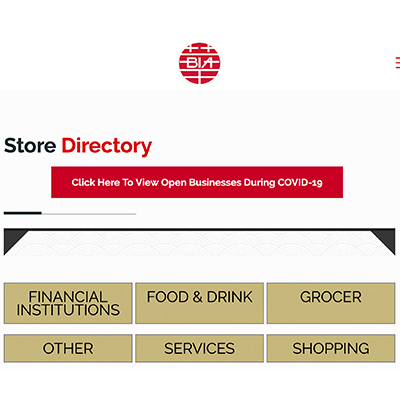 BIA
Store Directory
Click Here To View Open Businesses During COVID-19
FINANCIAL
INSTITUTIONS
FOOD & DRINK
GROCER
OTHER
SERVICES
SHOPPING